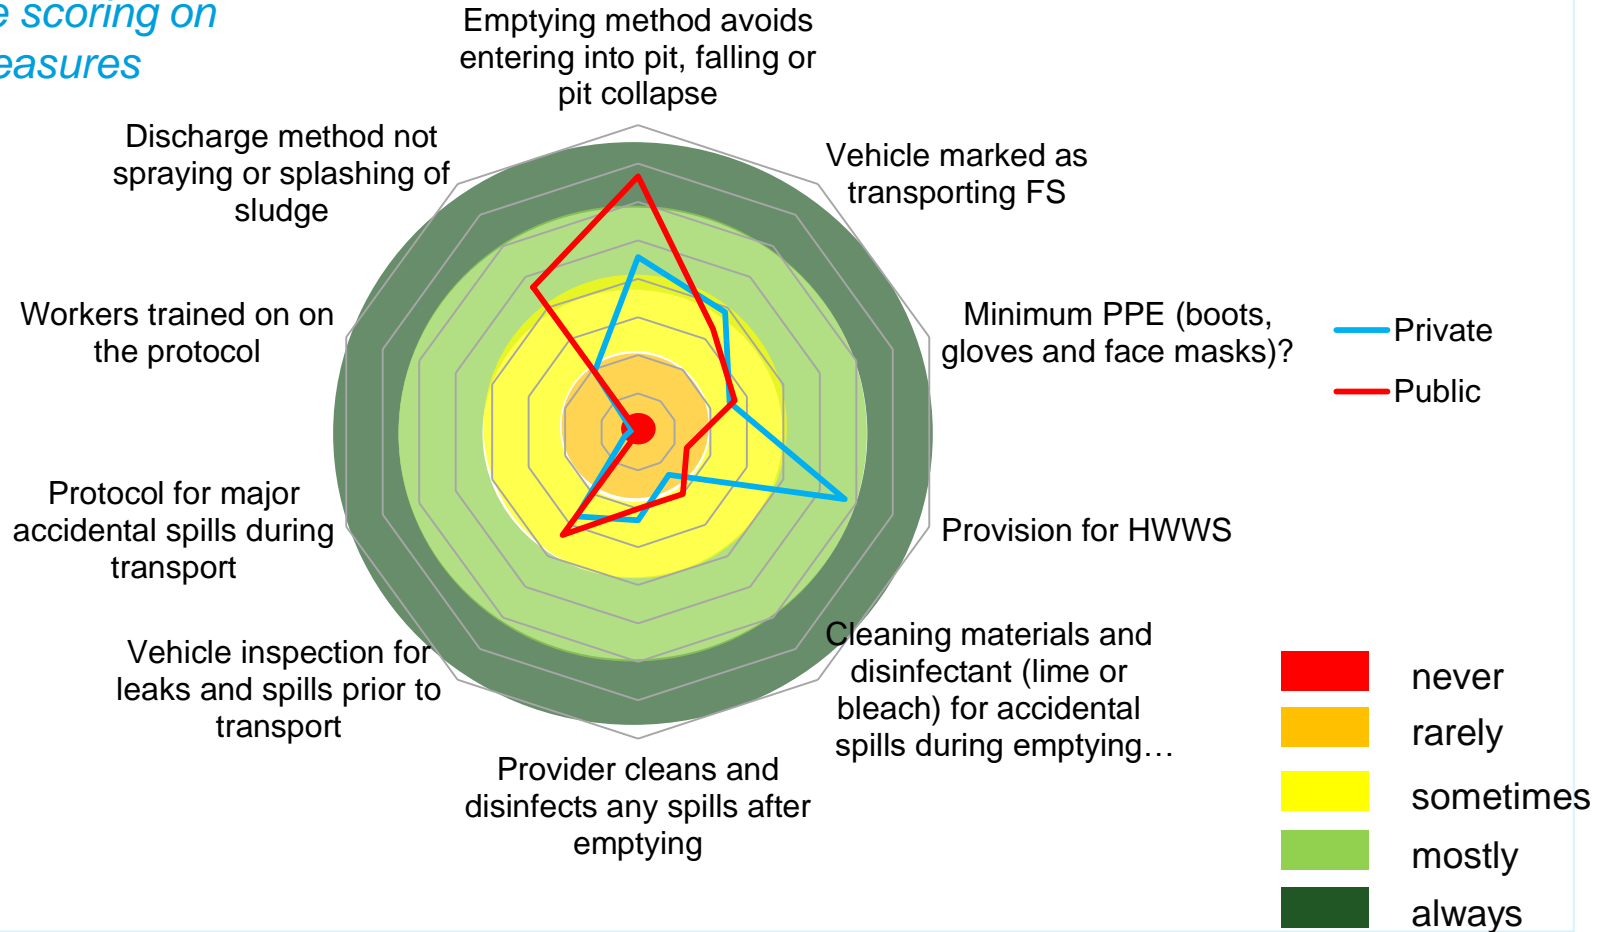 e scoring on
easures
Emptying method avoids
entering into pit, falling or
pit collapse
Vehicle marked as
transporting FS
Minimum PPE (boots,
gloves and face masks)?
Provision for HWWS
Cleaning materials and
disinfectant (lime or
bleach) for accidental
spills during emptying…
Provider cleans and
disinfects any spills after
emptying
Vehicle inspection for
leaks and spills prior to
transport
Protocol for major
accidental spills during
transport
Workers trained on on
the protocol
Discharge method not
spraying or splashing of
sludge
Private
Public
never
rarely
sometimes
mostly
always